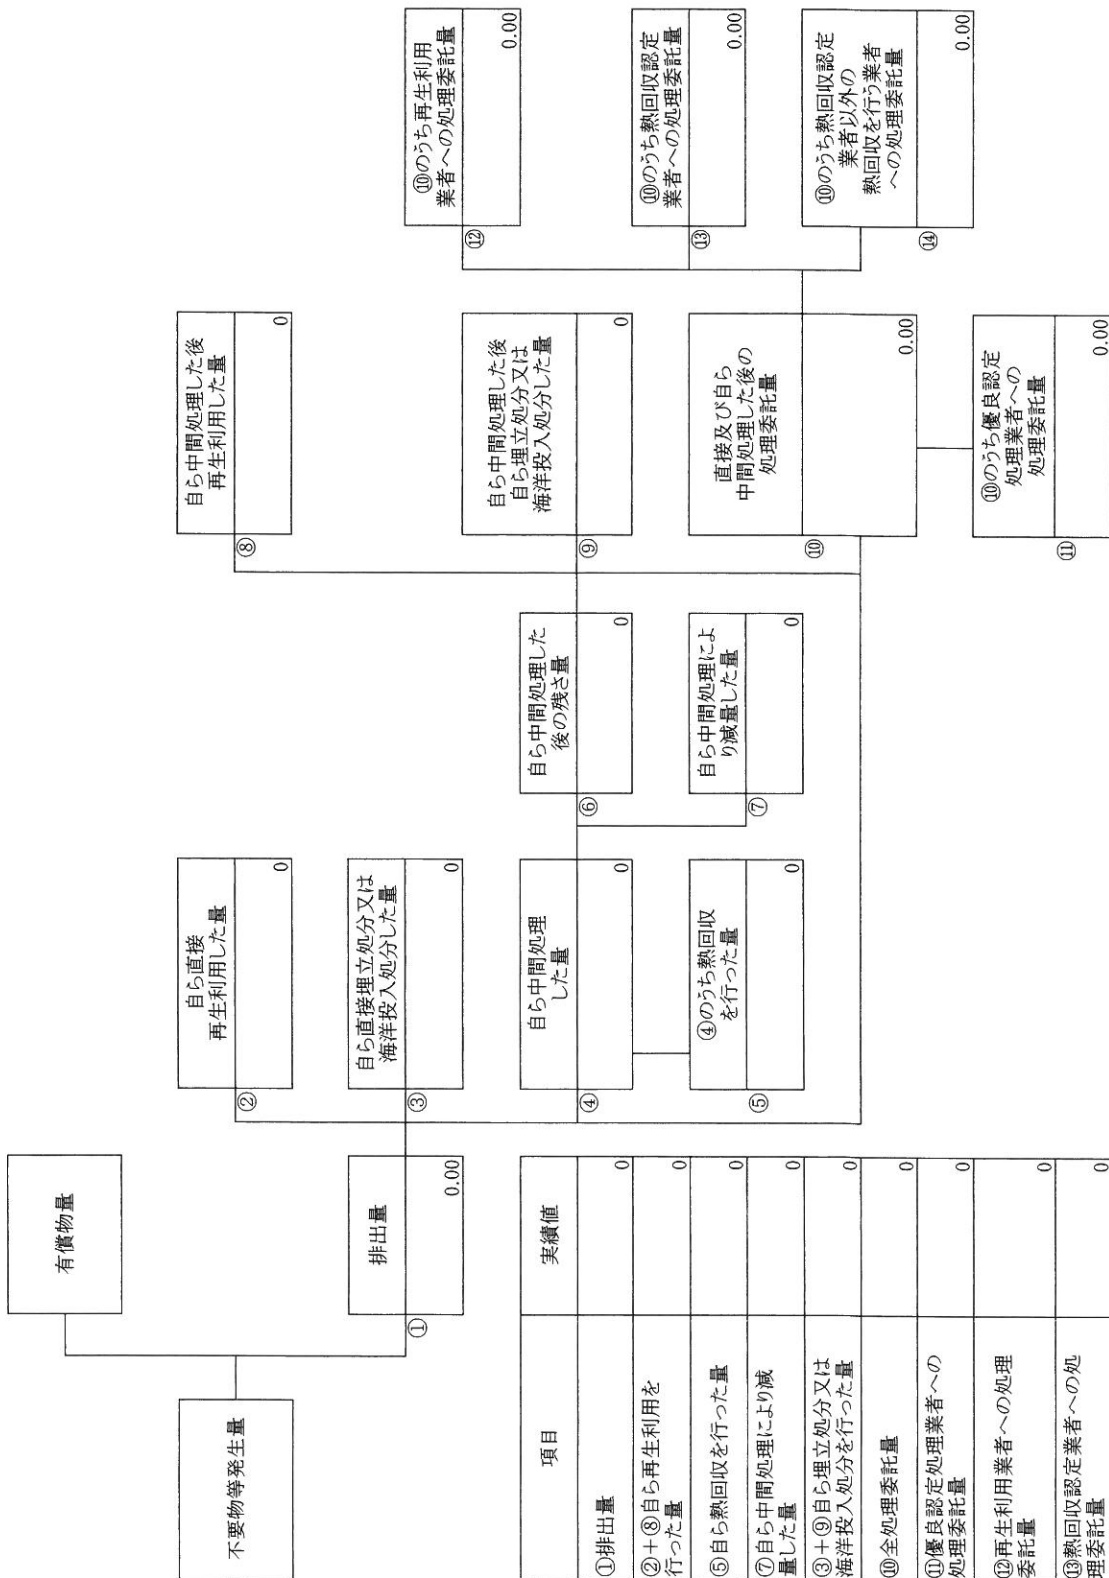 不要物等発生量
有償物量
①
排出量
0.00
②
自ら直接
再生利用した量
0
③
自ら直接埋立処分又は
海洋投入処分した量
0
④
自ら中間処理
した量
0
⑤
④のうち熱回収
を行った量
0
⑥
自ら中間処理した
後の残さ量
0
⑦
自ら中間処理によ
り減量した量
0
⑧
自ら中間処理した後
再生利用した量
0
⑨
自ら中間処理した後
自ら埋立処分又は
海洋投入処分した量
0
⑩
直接及び自ら
中間処理した後の
処理委託量
0.00
⑪
⑩のうち優良認定
処理業者への
処理委託量
0.00
⑫
⑩のうち再生利用
業者への処理委託量
0.00
⑬
⑩のうち熱回収認定
業者への処理委託量
0.00
⑭
⑩のうち熱回収認定
業者以外の
熱回収を行う業者
への処理委託量
0.00
項目 実績値
①排出量 0
②+⑧自ら再生利用を
行った量 0
⑤自ら熱回収を行った量 0
⑦自ら中間処理により減
量した量 0
③+⑨自ら埋立処分又は
海洋投入処分を行った量 0
⑩全処理委託量 0
⑪優良認定処理業者への
処理委託量 0
⑫再生利用業者への処理
委託量 0
⑬熱回収認定業者への処
理委託量 0